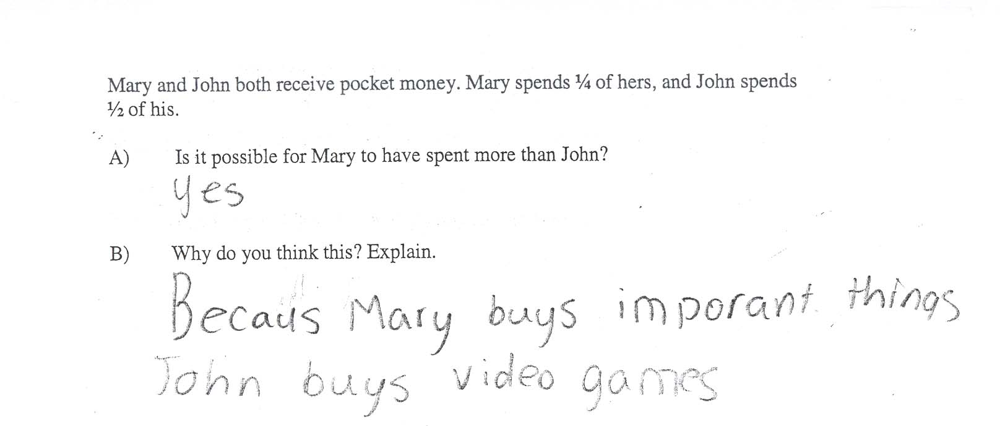 Mary and John both receive pocket money. Mary spends ¼ of hers, and John spends
½ of his.
A) Is it possible for Mary to have spent more than John?
yes
B) Why do you think this? Explain.
Becaus Mary buys imporant things
John buys video games